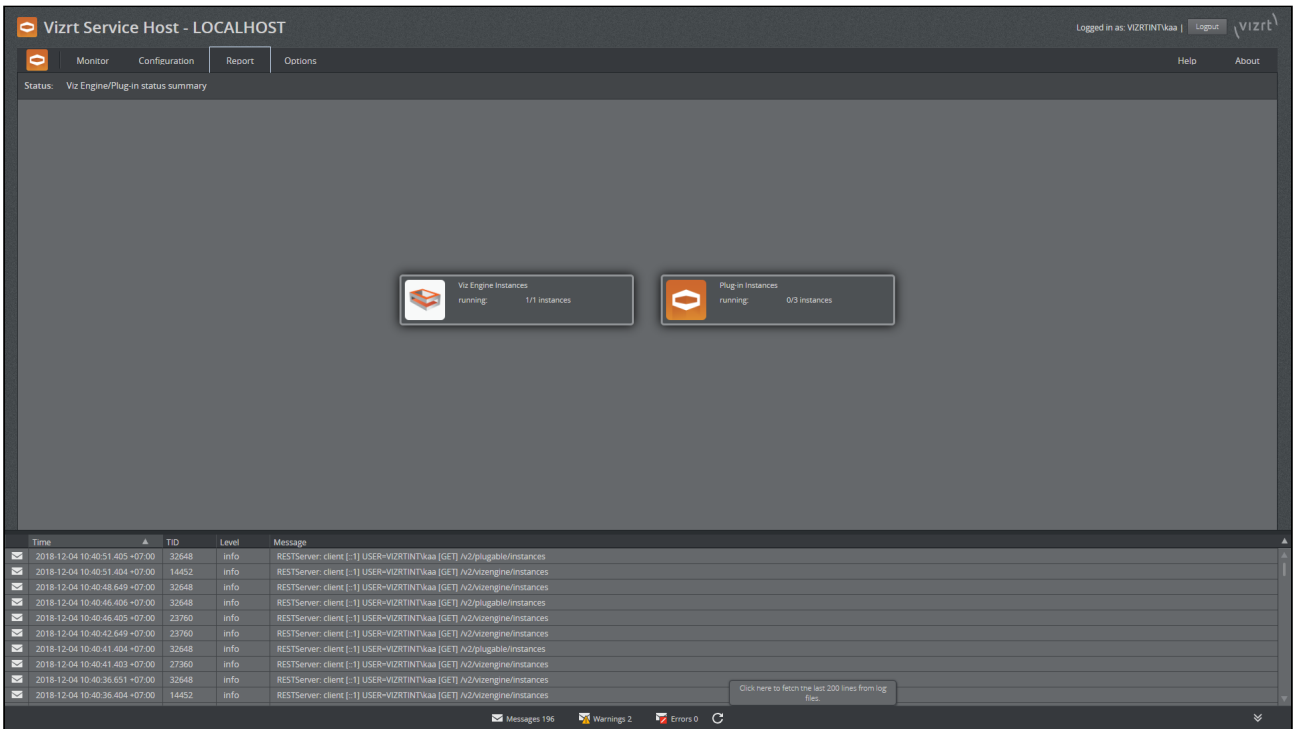 Vizrt Service Host - LOCALHOST
Logged in as: VIZRTINT\kaa | Logout vizrt
Monitor Configuration Report Options Help About
Status: Viz Engine/Plug-in status summary
Viz Engine Instances
running: 1/1 instances
Plug-in Instances
running: 0/3 instances
Time TID Level Message
2018-12-04 10:40:51.405 +07:00 32648 info RESTServer: client [::1] USER=VIZRTINT\kaa [GET] /v2/plugable/instances
2018-12-04 10:40:51.404 +07:00 14452 info RESTServer: client [::1] USER=VIZRTINT\kaa [GET] /v2/vizengine/instances
2018-12-04 10:40:48.649 +07:00 32648 info RESTServer: client [::1] USER=VIZRTINT\kaa [GET] /v2/vizengine/instances
2018-12-04 10:40:46.406 +07:00 32648 info RESTServer: client [::1] USER=VIZRTINT\kaa [GET] /v2/plugable/instances
2018-12-04 10:40:46.405 +07:00 23760 info RESTServer: client [::1] USER=VIZRTINT\kaa [GET] /v2/vizengine/instances
2018-12-04 10:40:42.649 +07:00 23760 info RESTServer: client [::1] USER=VIZRTINT\kaa [GET] /v2/vizengine/instances
2018-12-04 10:40:41.404 +07:00 32648 info RESTServer: client [::1] USER=VIZRTINT\kaa [GET] /v2/plugable/instances
2018-12-04 10:40:41.403 +07:00 27360 info RESTServer: client [::1] USER=VIZRTINT\kaa [GET] /v2/vizengine/instances
2018-12-04 10:40:36.651 +07:00 32648 info RESTServer: client [::1] USER=VIZRTINT\kaa [GET] /v2/vizengine/instances
2018-12-04 10:40:36.404 +07:00 14452 info RESTServer: client [::1] USER=VIZRTINT\kaa [GET] /v2/vizengine/instances
Click here to fetch the last 200 lines from log
files.
Messages 196 Warnings 2 Errors 0